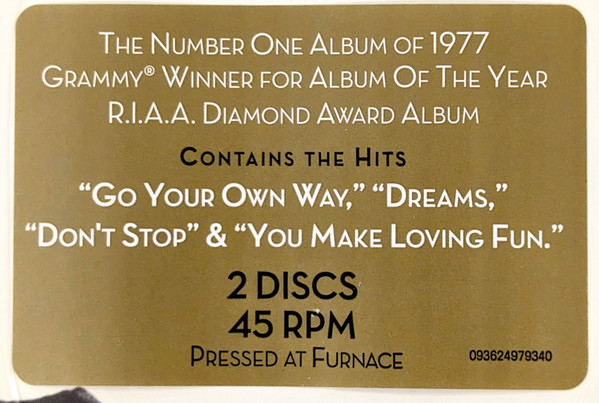 The Number One Album of 1977
Grammy® Winner for Album Of The Year
R.I.A.A. Diamond Award Album
Contains the Hits
“Go Your Own Way,” “Dreams,”
“Don't Stop” & “You Make Loving Fun.”
2 DISCS
45 RPM
Pressed at Furnace
093624979340